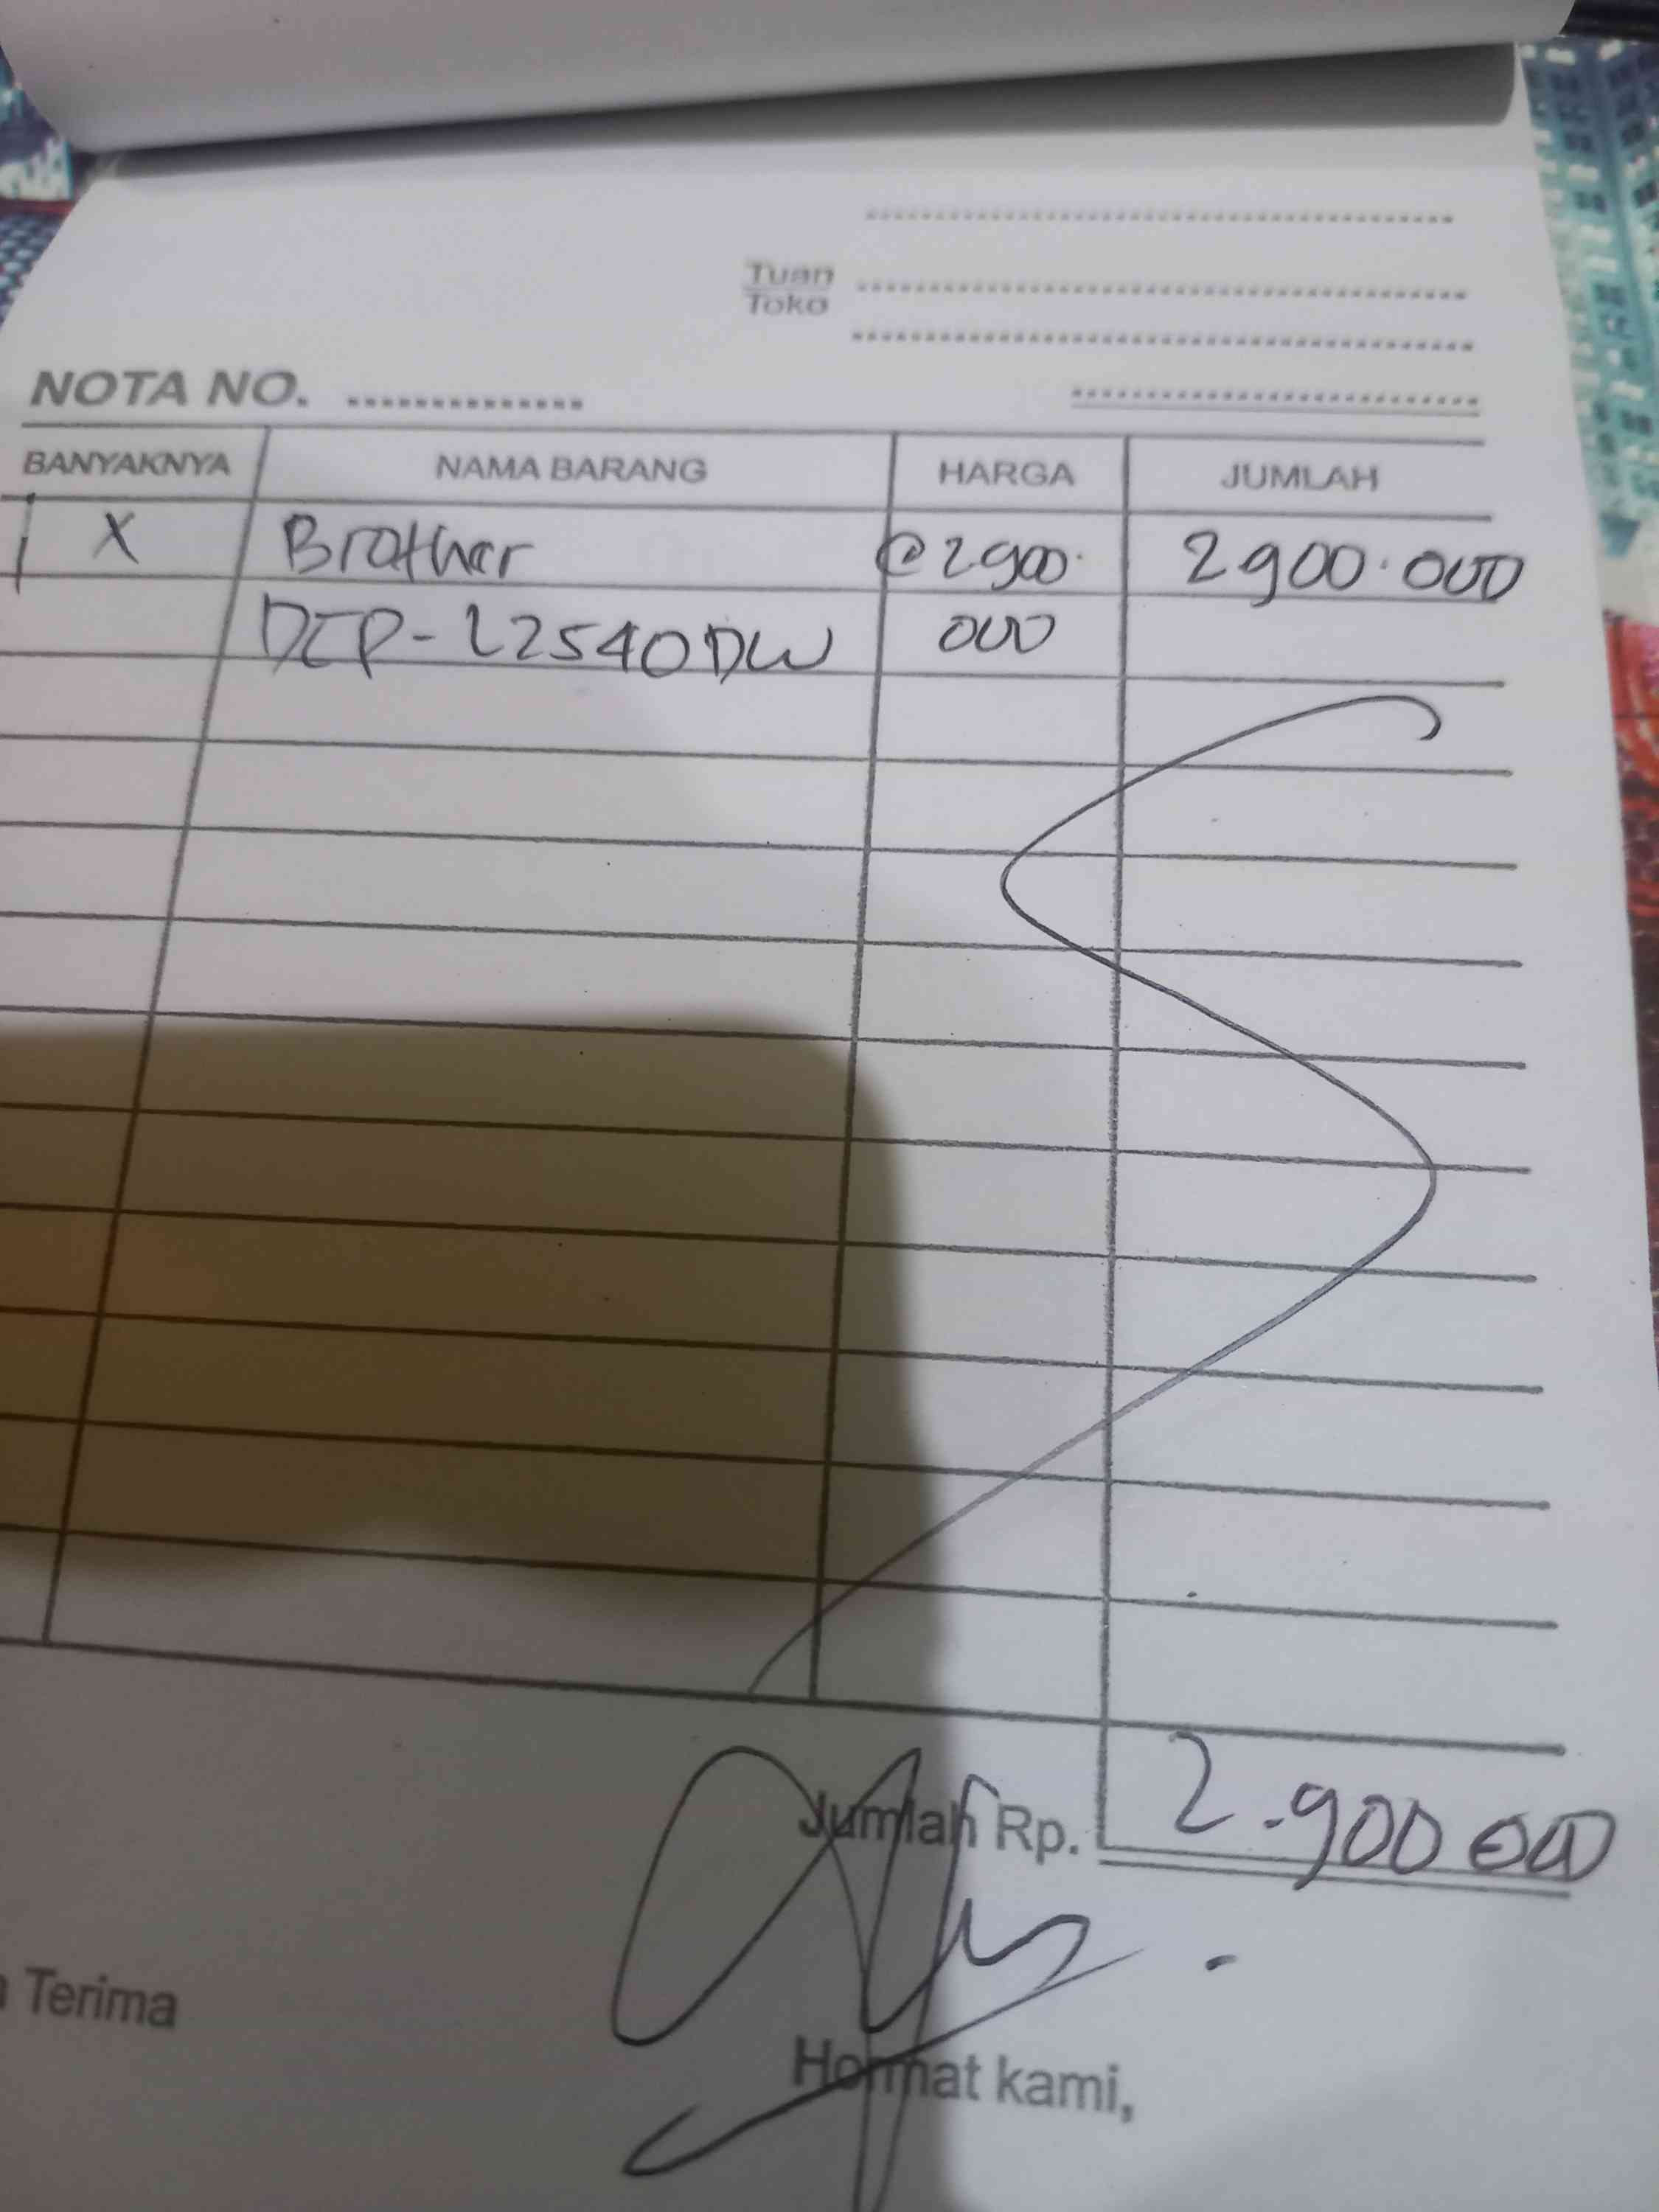 Tuan
Toko
NOTA NO.
BANYAKNYA NAMA BARANG HARGA JUMLAH
1 X Brother @ 2.900. 2.900.000
DCP-L2540DW 000
Jumlah Rp. 2.900 000
Terima
Hormat kami,